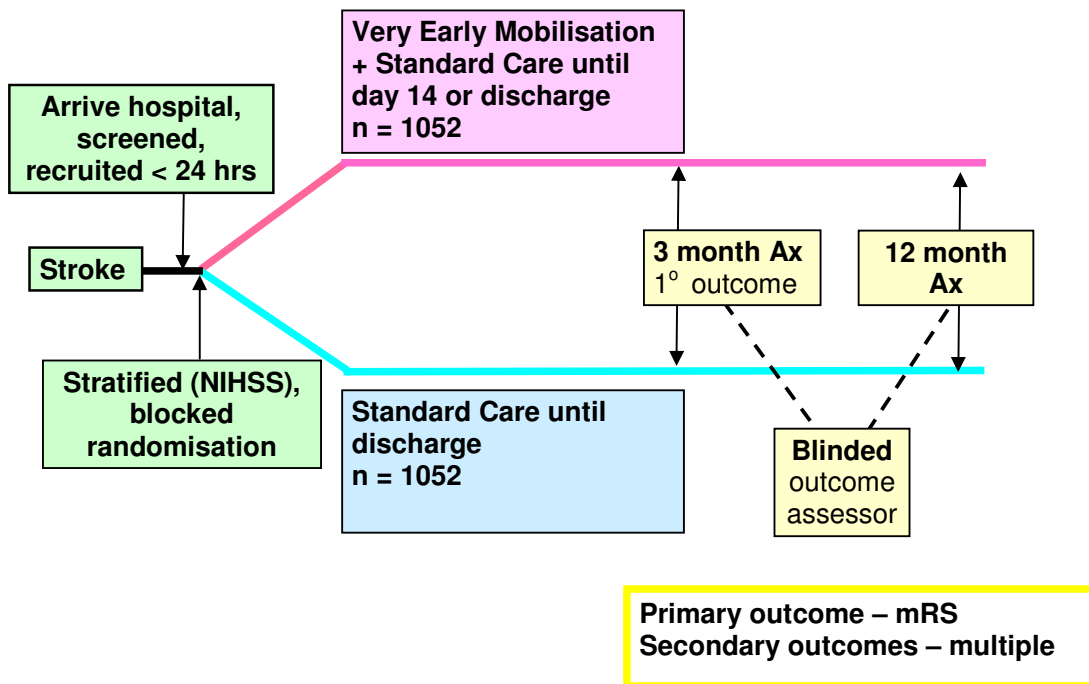 Very Early Mobilisation
+ Standard Care until
day 14 or discharge
n = 1052
Arrive hospital,
screened,
recruited < 24 hrs
Stroke
3 month Ax
1° outcome
12 month
Ax
Stratified (NIHSS),
blocked
randomisation
Standard Care until
discharge
n = 1052
Blinded
outcome
assessor
Primary outcome – mRS
Secondary outcomes – multiple